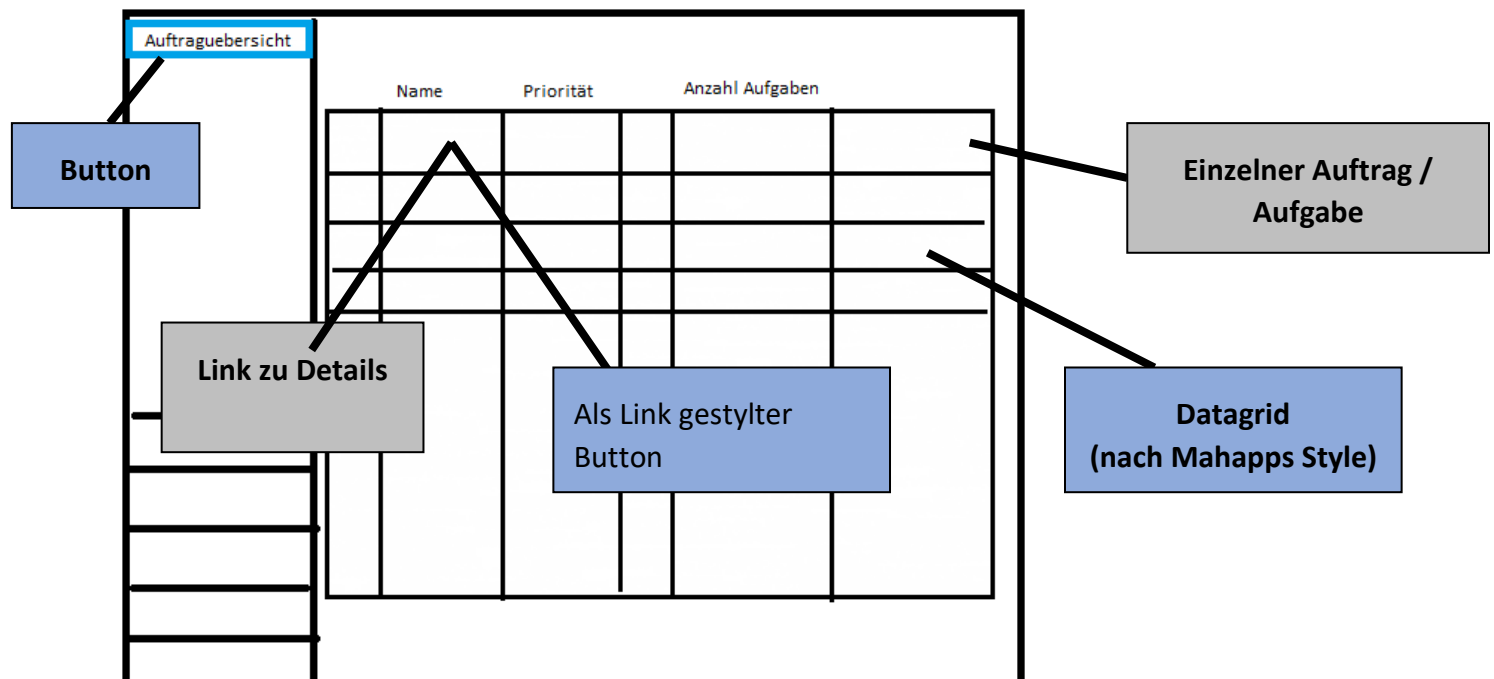 Auftraguebersicht
Name Priorität Anzahl Aufgaben
Button
Einzelner Auftrag /
Aufgabe
Link zu Details
Als Link gestylter
Button
Datagrid
(nach Mahapps Style)